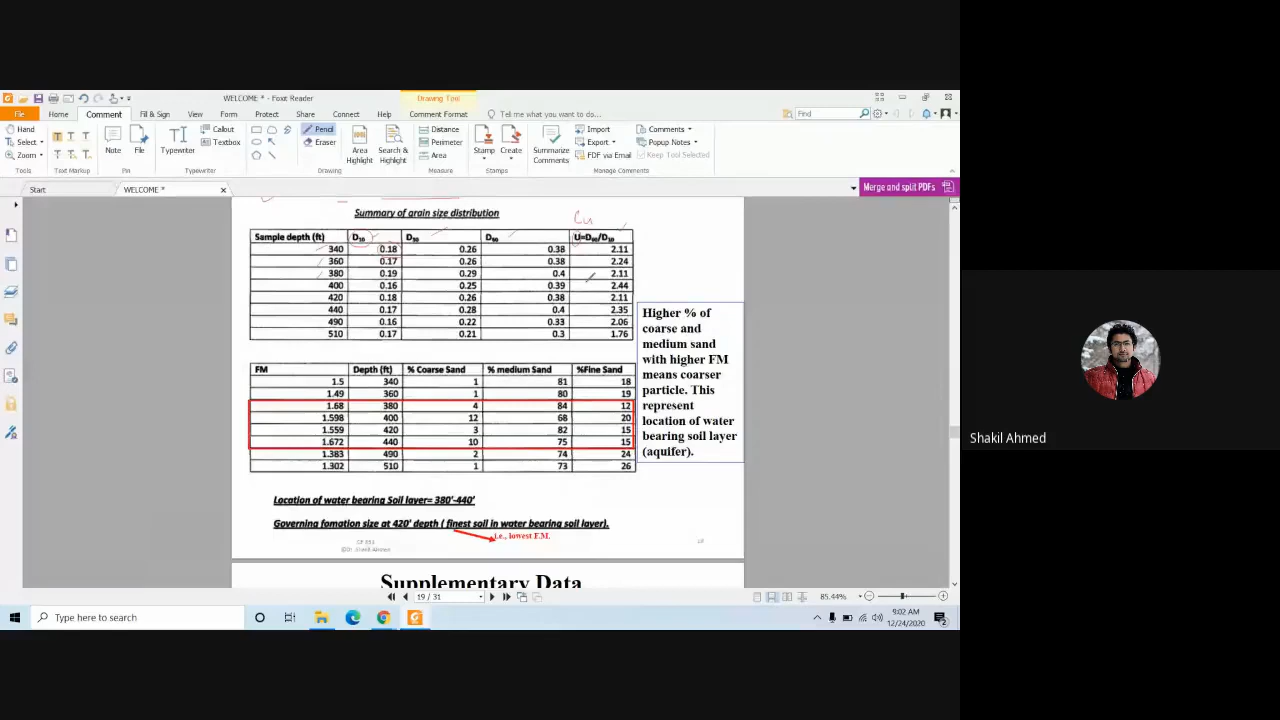 WELCOME * - Foxit Reader
Drawing Tool
File Home Comment Fill & Sign View Form Protect Share Connect Help Comment Format Tell me what you want to do... Find
Hand
Select
Zoom
Tools
Text Markup
Note
File
Pin
Typewriter
Callout
Textbox
Typewriter
Pencil
Eraser
Drawing
Area Highlight
Search & Highlight
Distance
Perimeter
Area
Measure
Stamp
Create
Stamps
Summarize Comments
Import
Export
FDF via Email
Comments
Popup Notes
Keep Tool Selected
Manage Comments
Start
WELCOME *
Merge and split PDFs
Summary of grain size distribution
Cu
Sample depth (ft) D10 D30 D U=D /D10
340 0.18 0.26 0.38 2.11
360 0.17 0.26 0.38 2.24
380 0.19 0.29 0.4 2.11
400 0.16 0.25 0.39 2.44
420 0.18 0.26 0.38 2.11
440 0.17 0.28 0.4 2.35
490 0.16 0.22 0.33 2.06
510 0.17 0.21 0.3 1.76
FM Depth (ft) % Coarse Sand % medium Sand %Fine Sand
1.5 340 1 81 18
1.49 360 1 80 19
1.68 380 4 84 12
1.598 400 12 68 20
1.559 420 3 82 15
1.672 440 10 75 15
1.383 490 2 74 24
1.302 510 1 73 26
Higher % of
coarse and
medium sand
with higher FM
means coarser
particle. This
represent
location of water
bearing soil layer
(aquifer).
Location of water bearing Soil layer= 380'-440'
Governing fomation size at 420' depth ( finest soil in water bearing soil layer).
i.e., lowest F.M.
CE 331
©Dr. Shakil Ahmed
Supplementary Data
19 / 31
85.44%
Type here to search
9:02 AM
12/24/2020
2
Shakil Ahmed